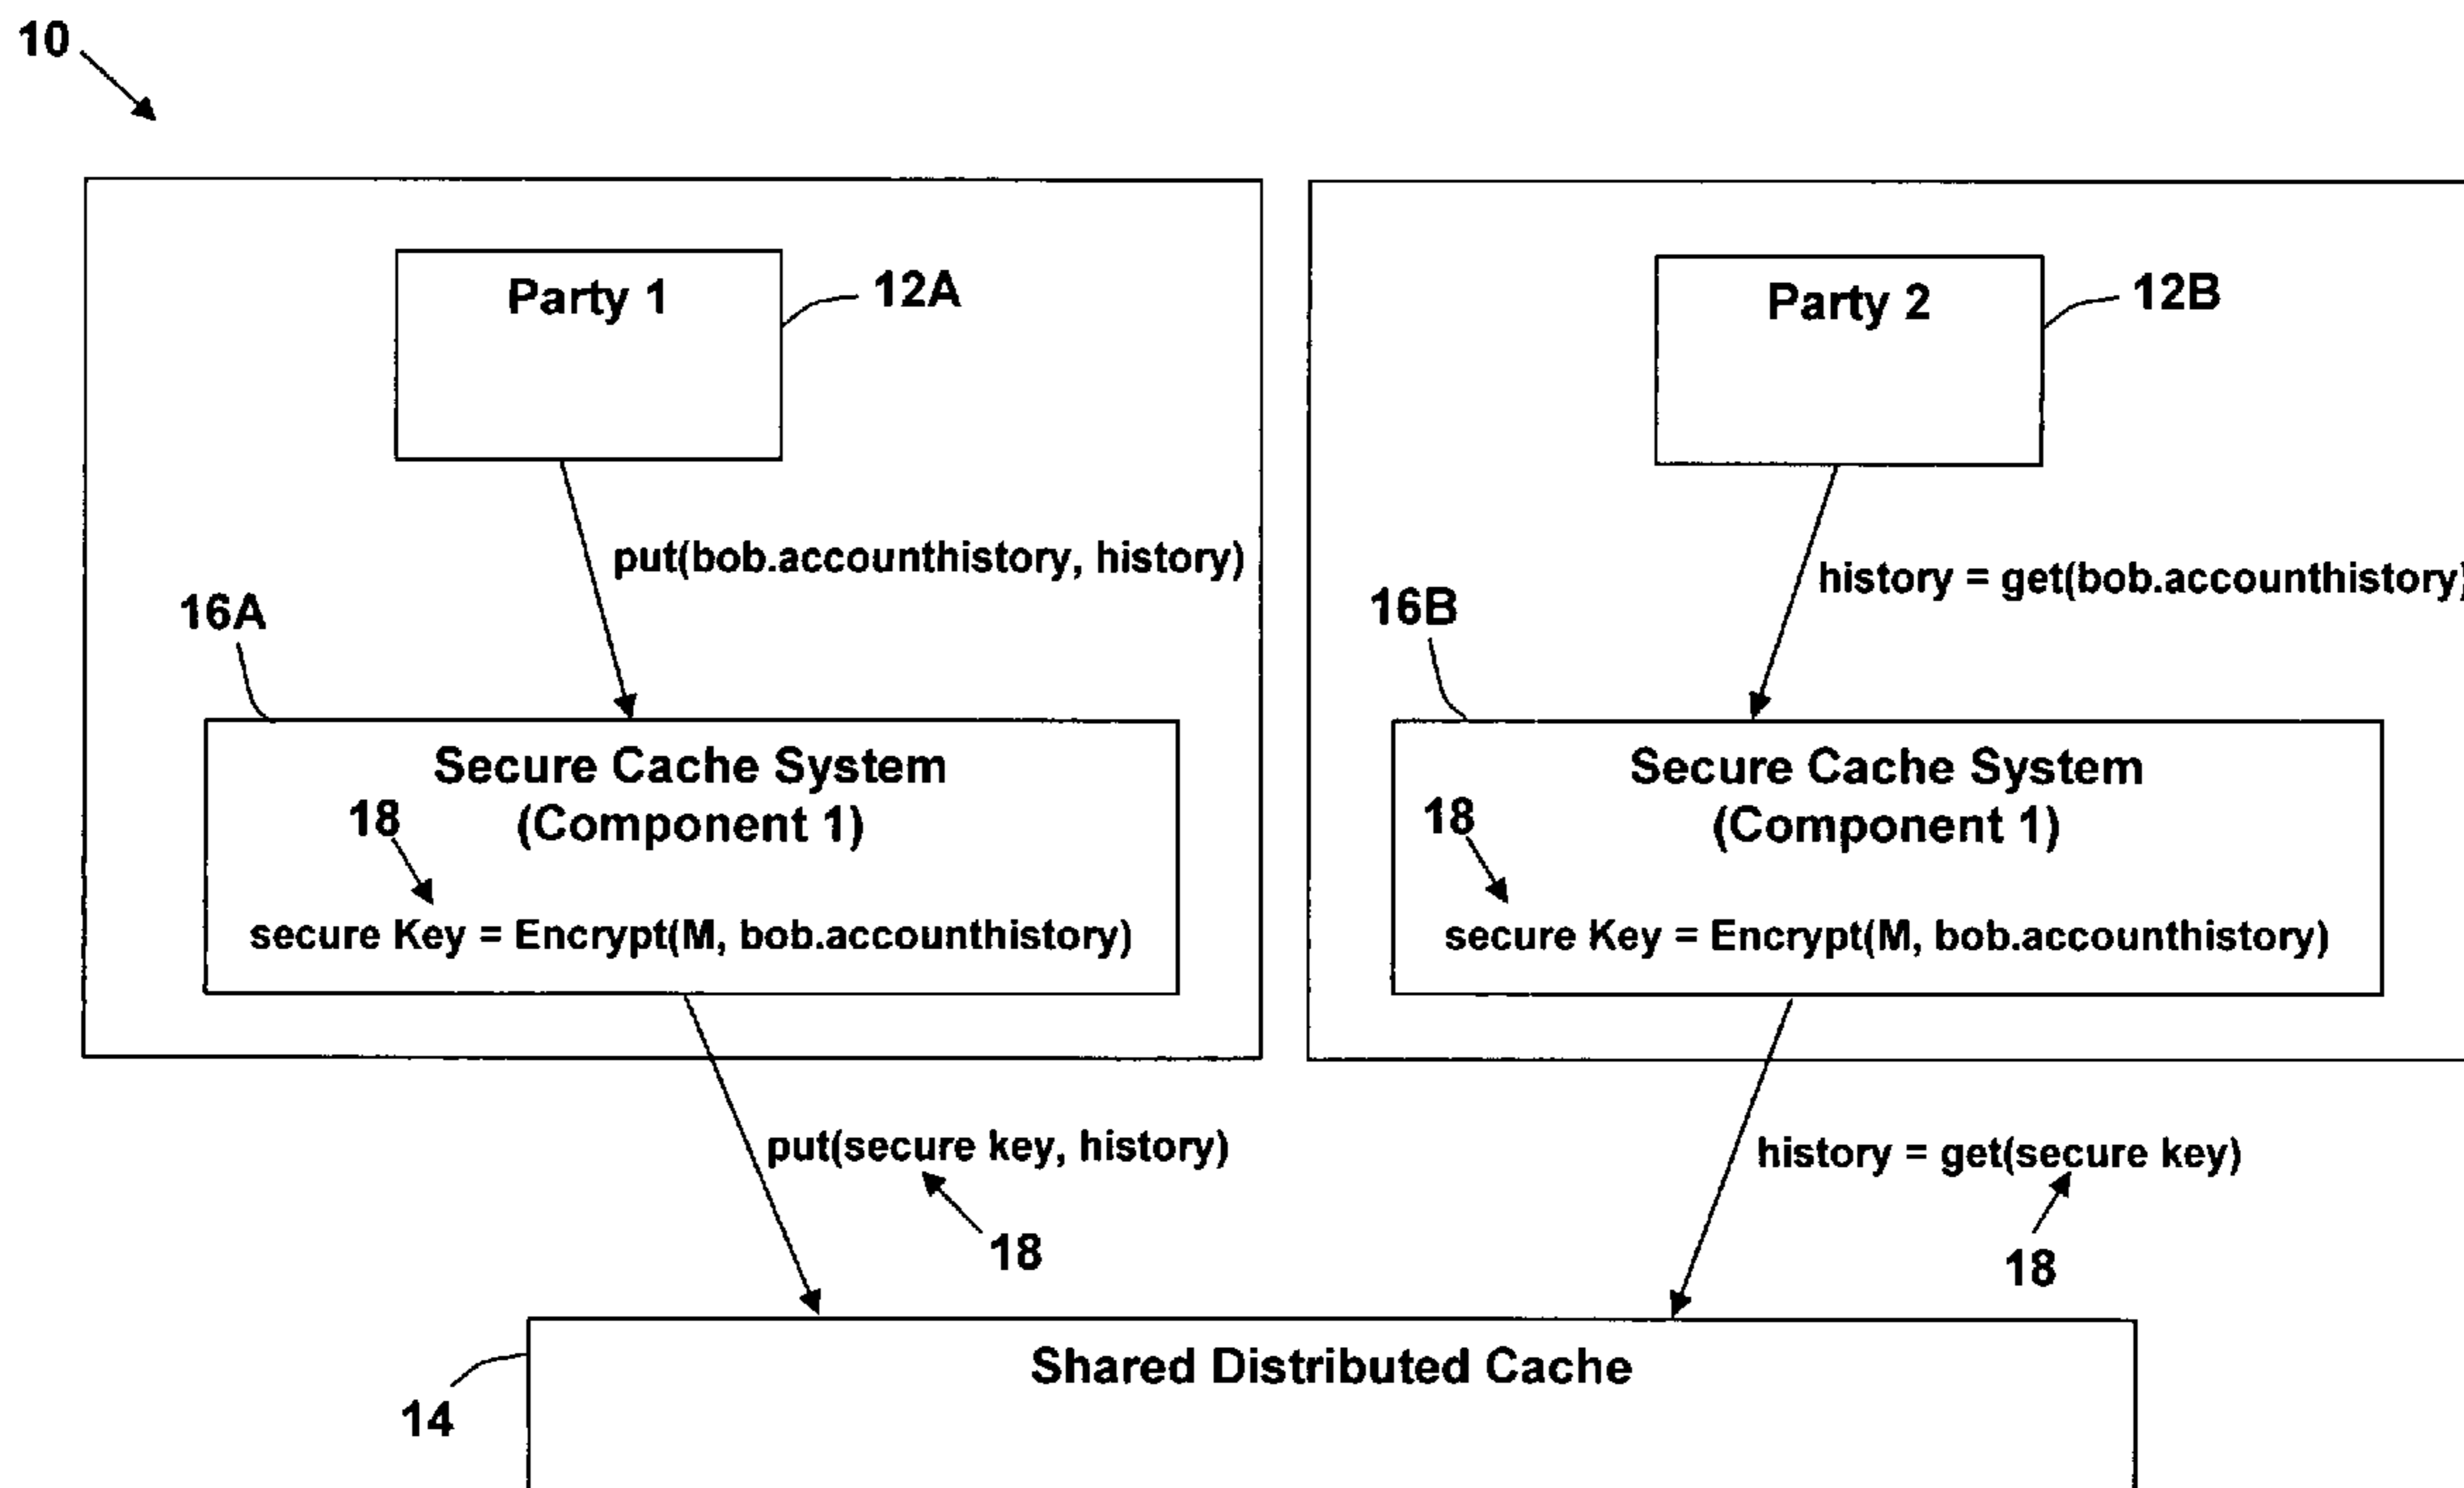 10
Party 1
12A
Party 2
12B
put(bob.accounthistory, history)
history = get(bob.accounthistory)
16A
16B
Secure Cache System
(Component 1)
18
secure Key = Encrypt(M, bob.accounthistory)
Secure Cache System
(Component 1)
18
secure Key = Encrypt(M, bob.accounthistory)
put(secure key, history)
18
history = get(secure key)
18
Shared Distributed Cache
14